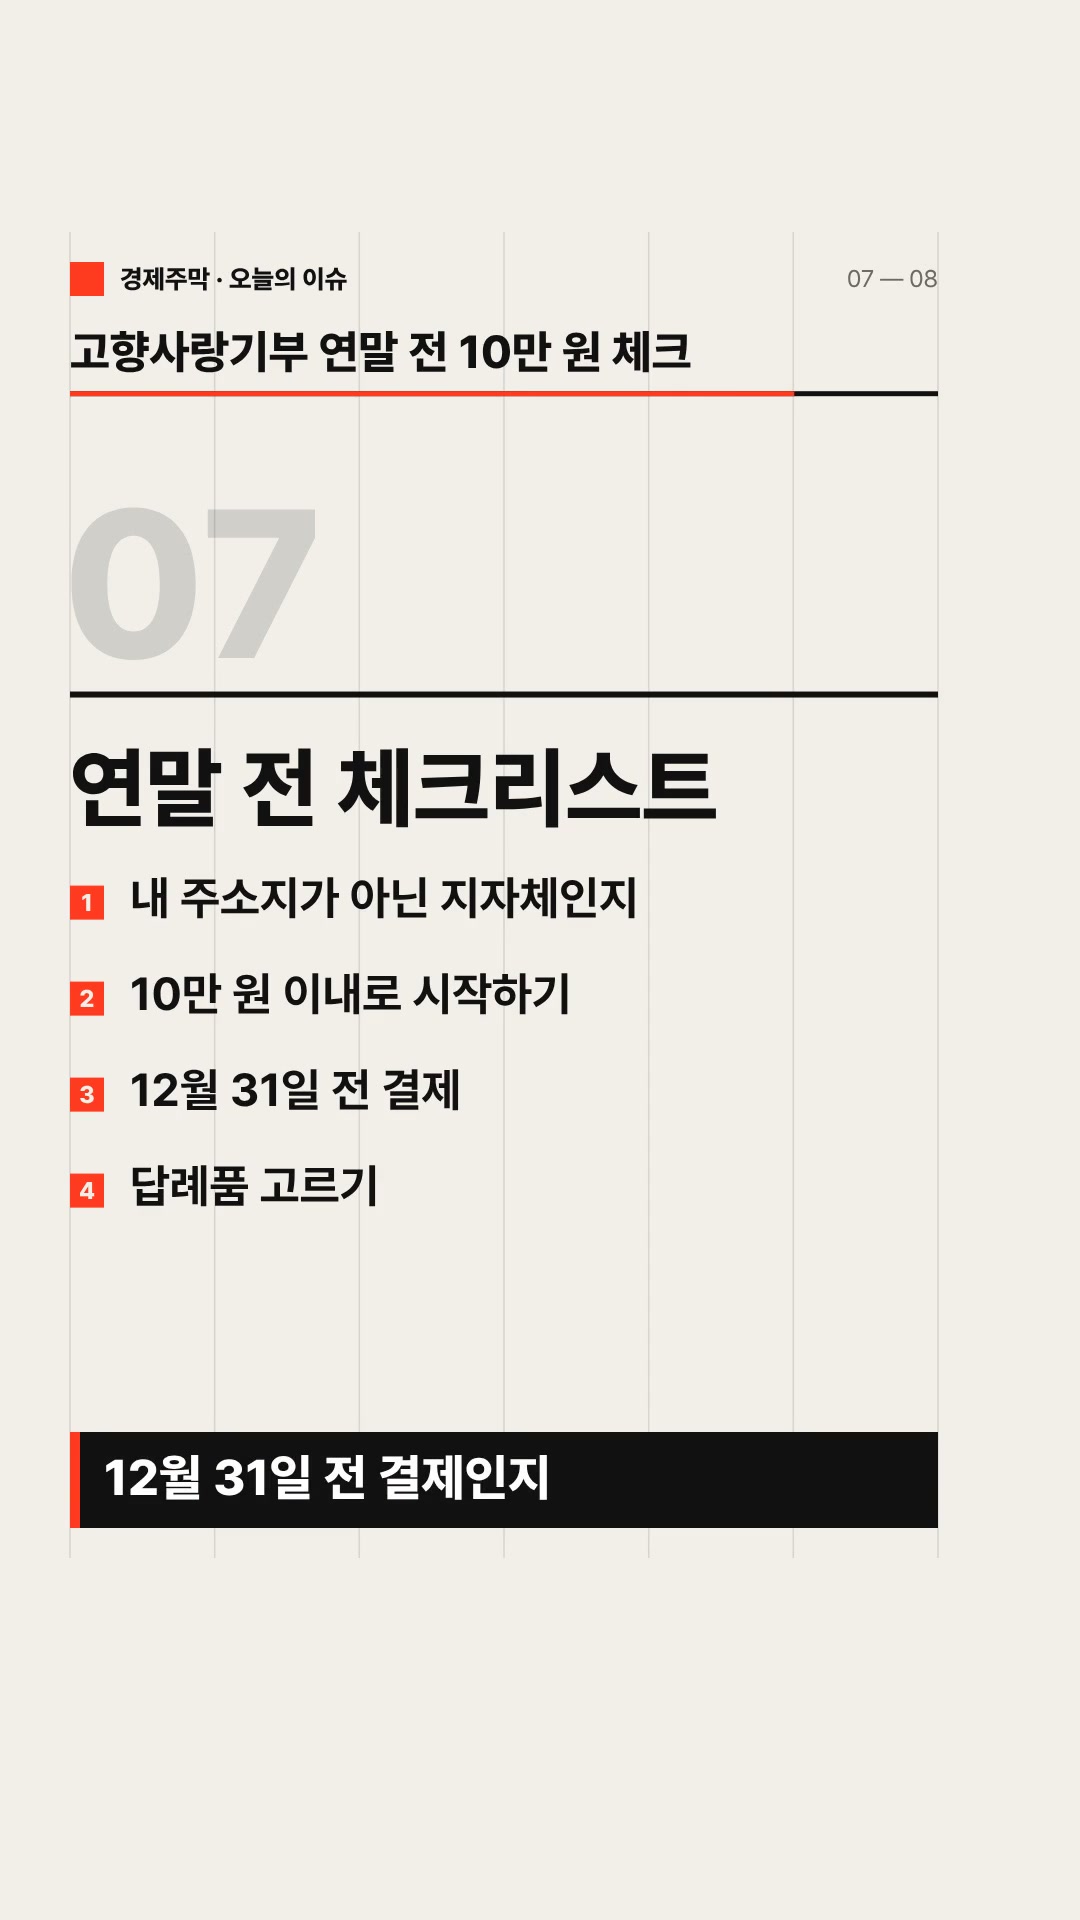 경제주막 · 오늘의 이슈
07 — 08
고향사랑기부 연말 전 10만 원 체크
07
연말 전 체크리스트
1 내 주소지가 아닌 지자체인지
2 10만 원 이내로 시작하기
3 12월 31일 전 결제
4 답례품 고르기
12월 31일 전 결제인지